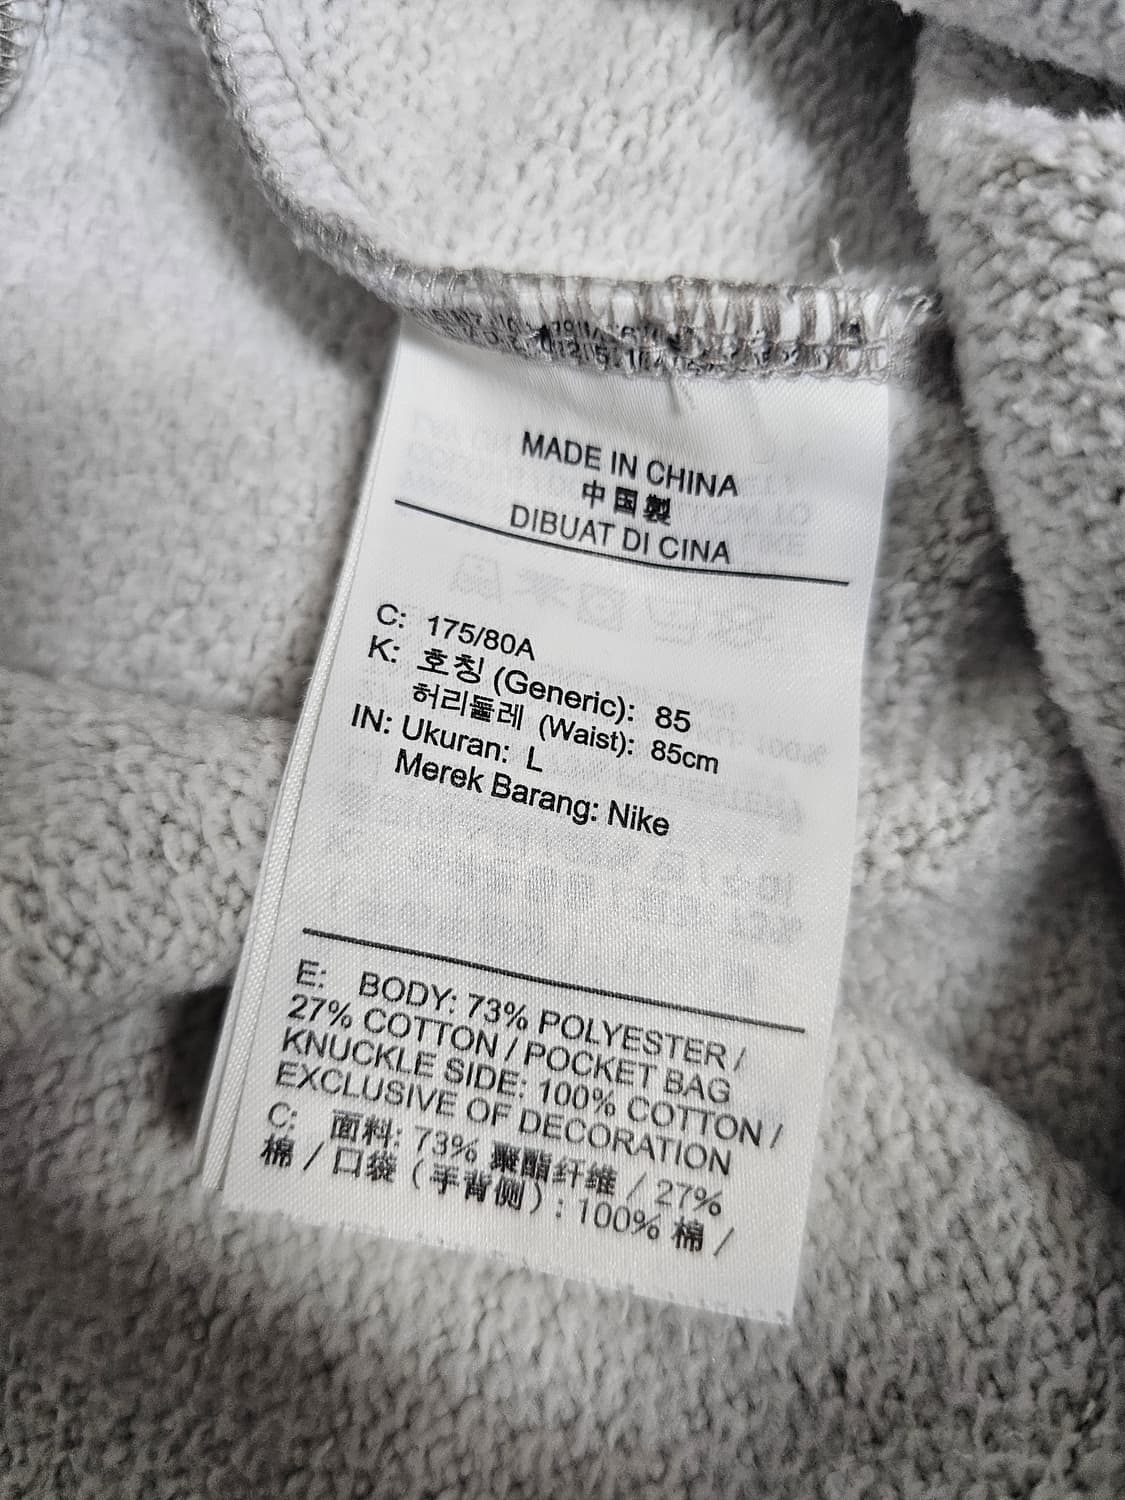 MADE IN CHINA
中国製
DIBUAT DI CINA
C: 175/80A
K: 호칭 (Generic): 85
허리둘레 (Waist): 85cm
IN: Ukuran: L
Merek Barang: Nike
E: BODY: 73% POLYESTER /
27% COTTON / POCKET BAG
KNUCKLE SIDE: 100% COTTON /
EXCLUSIVE OF DECORATION
C: 面料: 73% 聚酯纤维 / 27%
棉 / 口袋 (手背侧) : 100% 棉 /